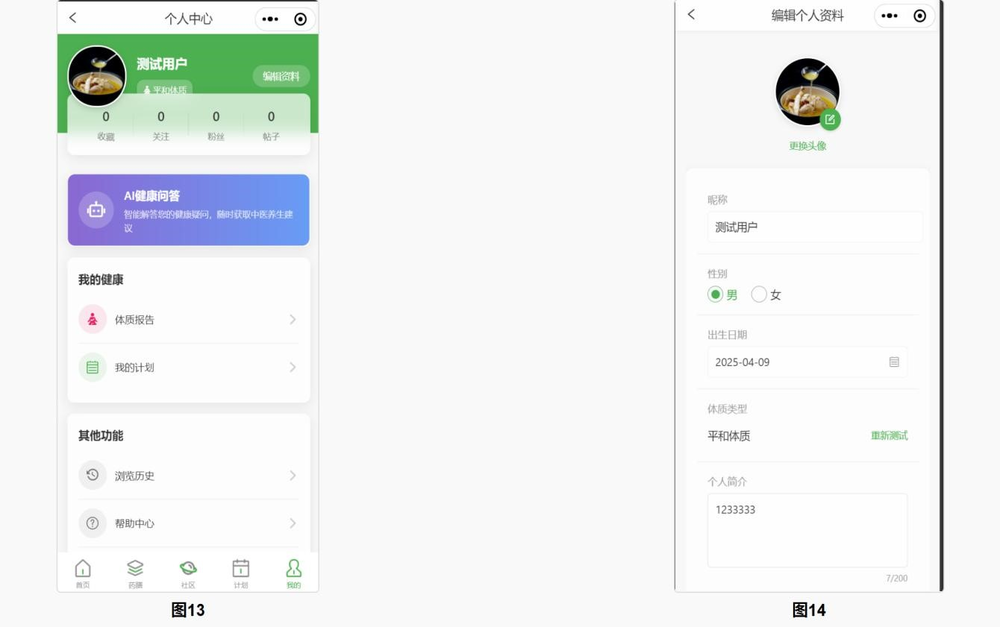 个人中心
测试用户
编辑资料
平和体质
0 0 0 0
收藏 关注 粉丝 帖子
AI健康问答
智能解答您的健康疑问，随时获取中医养生建
议
我的健康
体质报告
我的计划
其他功能
浏览历史
帮助中心
首页 药膳 社区 计划 我的
图13
编辑个人资料
更换头像
昵称
测试用户
性别
男 女
出生日期
2025-04-09
体质类型
平和体质 重新测试
个人简介
1233333
7/200
图14